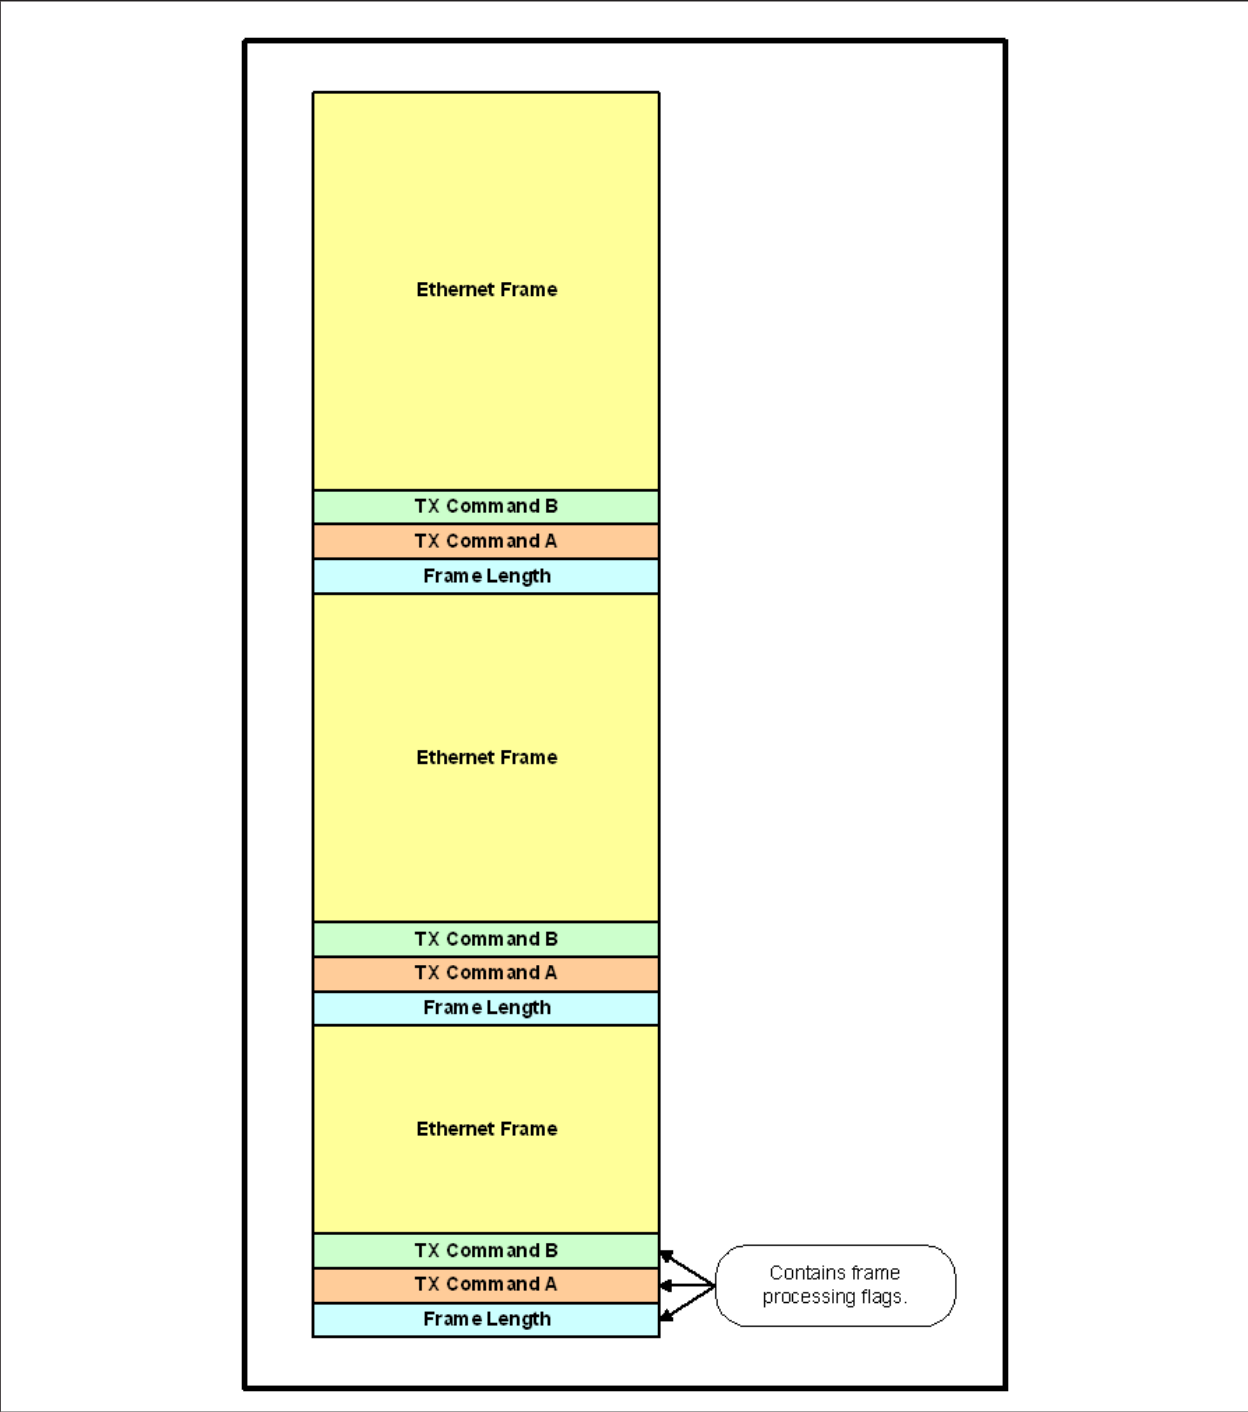 Ethernet Frame
TX Command B
TX Command A
Frame Length
Ethernet Frame
TX Command B
TX Command A
Frame Length
Ethernet Frame
TX Command B
TX Command A
Frame Length
Contains frame
processing flags.